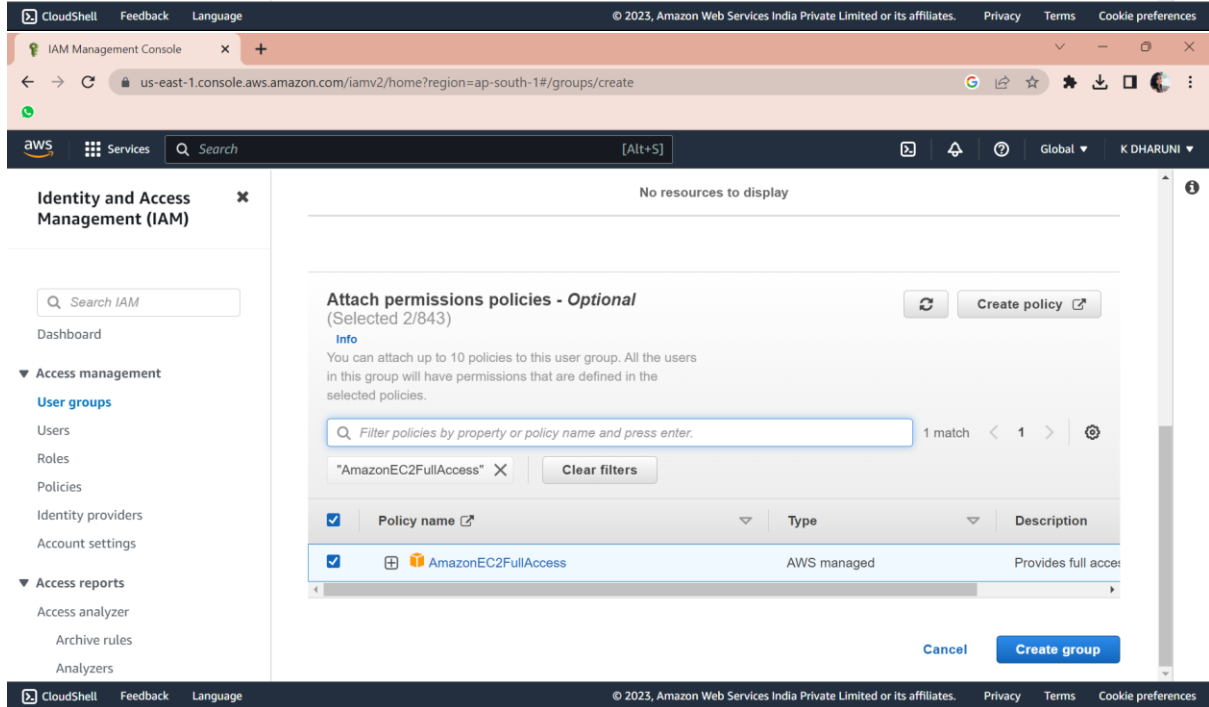 CloudShell Feedback Language © 2023, Amazon Web Services India Private Limited or its affiliates. Privacy Terms Cookie preferences
IAM Management Console
us-east-1.console.aws.amazon.com/iamv2/home?region=ap-south-1#/groups/create
aws Services Search [Alt+S] Global K DHARUNI
Identity and Access
Management (IAM)
Search IAM
Dashboard
Access management
User groups
Users
Roles
Policies
Identity providers
Account settings
Access reports
Access analyzer
Archive rules
Analyzers
No resources to display
Attach permissions policies - Optional
(Selected 2/843)
Info
You can attach up to 10 policies to this user group. All the users
in this group will have permissions that are defined in the
selected policies.
Create policy
Filter policies by property or policy name and press enter. 1 match 1
"AmazonEC2FullAccess" Clear filters
Policy name Type Description
AmazonEC2FullAccess AWS managed Provides full acces
Cancel Create group
CloudShell Feedback Language © 2023, Amazon Web Services India Private Limited or its affiliates. Privacy Terms Cookie preferences